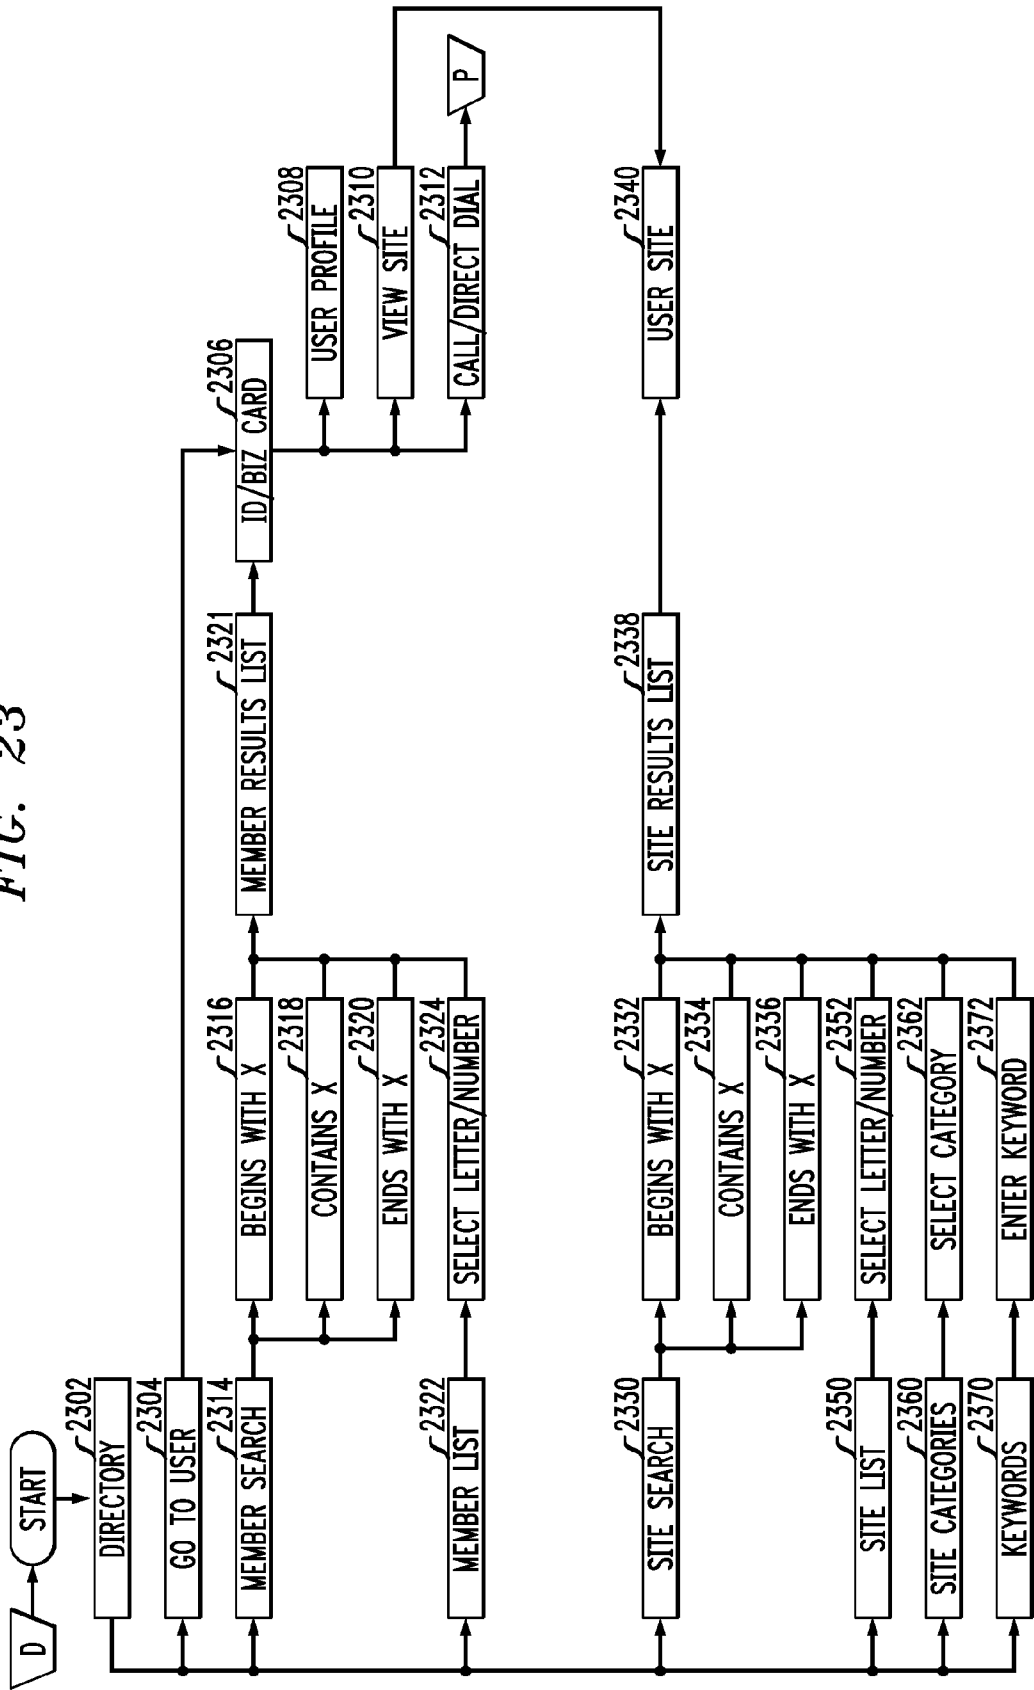 FIG. 23
D
START
DIRECTORY
2302
GO TO USER
2304
MEMBER SEARCH
2314
BEGINS WITH X
2316
CONTAINS X
2318
ENDS WITH X
2320
MEMBER LIST
2322
SELECT LETTER/NUMBER
2324
MEMBER RESULTS LIST
2321
ID/BIZ CARD
2306
USER PROFILE
2308
VIEW SITE
2310
CALL/DIRECT DIAL
2312
P
SITE SEARCH
2330
BEGINS WITH X
2332
CONTAINS X
2334
ENDS WITH X
2336
SITE LIST
2350
SELECT LETTER/NUMBER
2352
SITE CATEGORIES
2360
SELECT CATEGORY
2362
KEYWORDS
2370
ENTER KEYWORD
2372
SITE RESULTS LIST
2338
USER SITE
2340